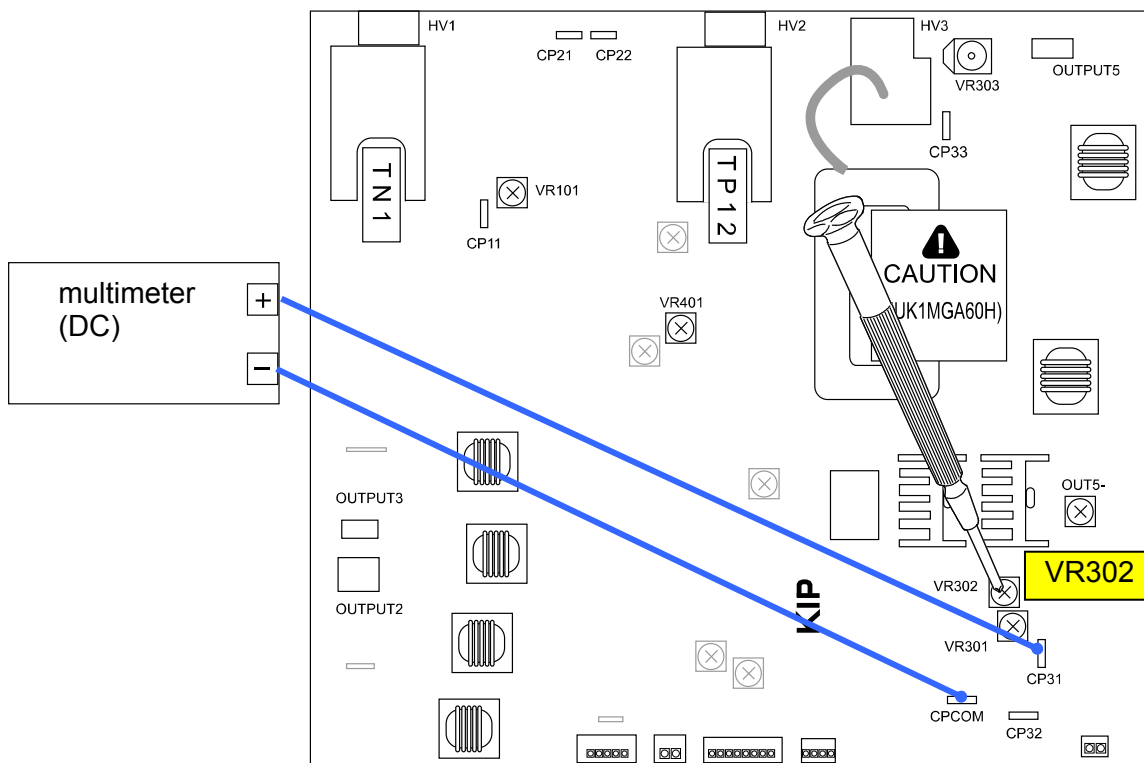 HV1
HV2
HV3
CP21
CP22
VR303
OUTPUT5
CP33
TN1
TP12
VR101
CP11
CAUTION
UK1MGA60H)
multimeter
(DC)
+
−
VR401
OUTPUT3
OUT5-
OUTPUT2
KIP
VR302
VR302
VR301
CP31
CPCOM
CP32